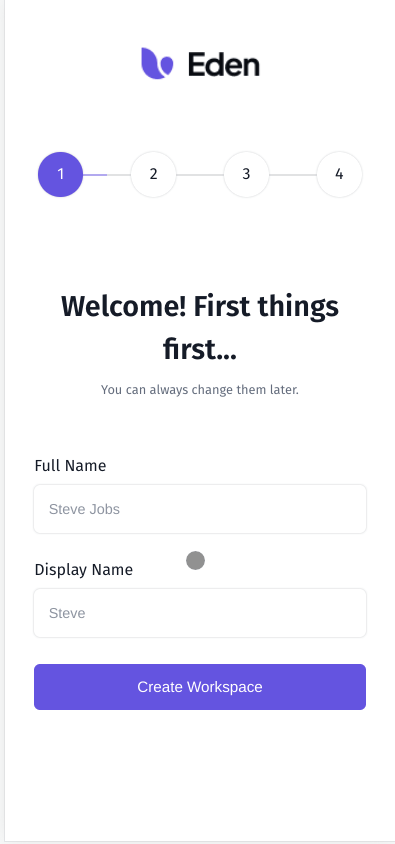 Eden
1 2 3 4
Welcome! First things
first...
You can always change them later.
Full Name
Steve Jobs
Display Name
Steve
Create Workspace